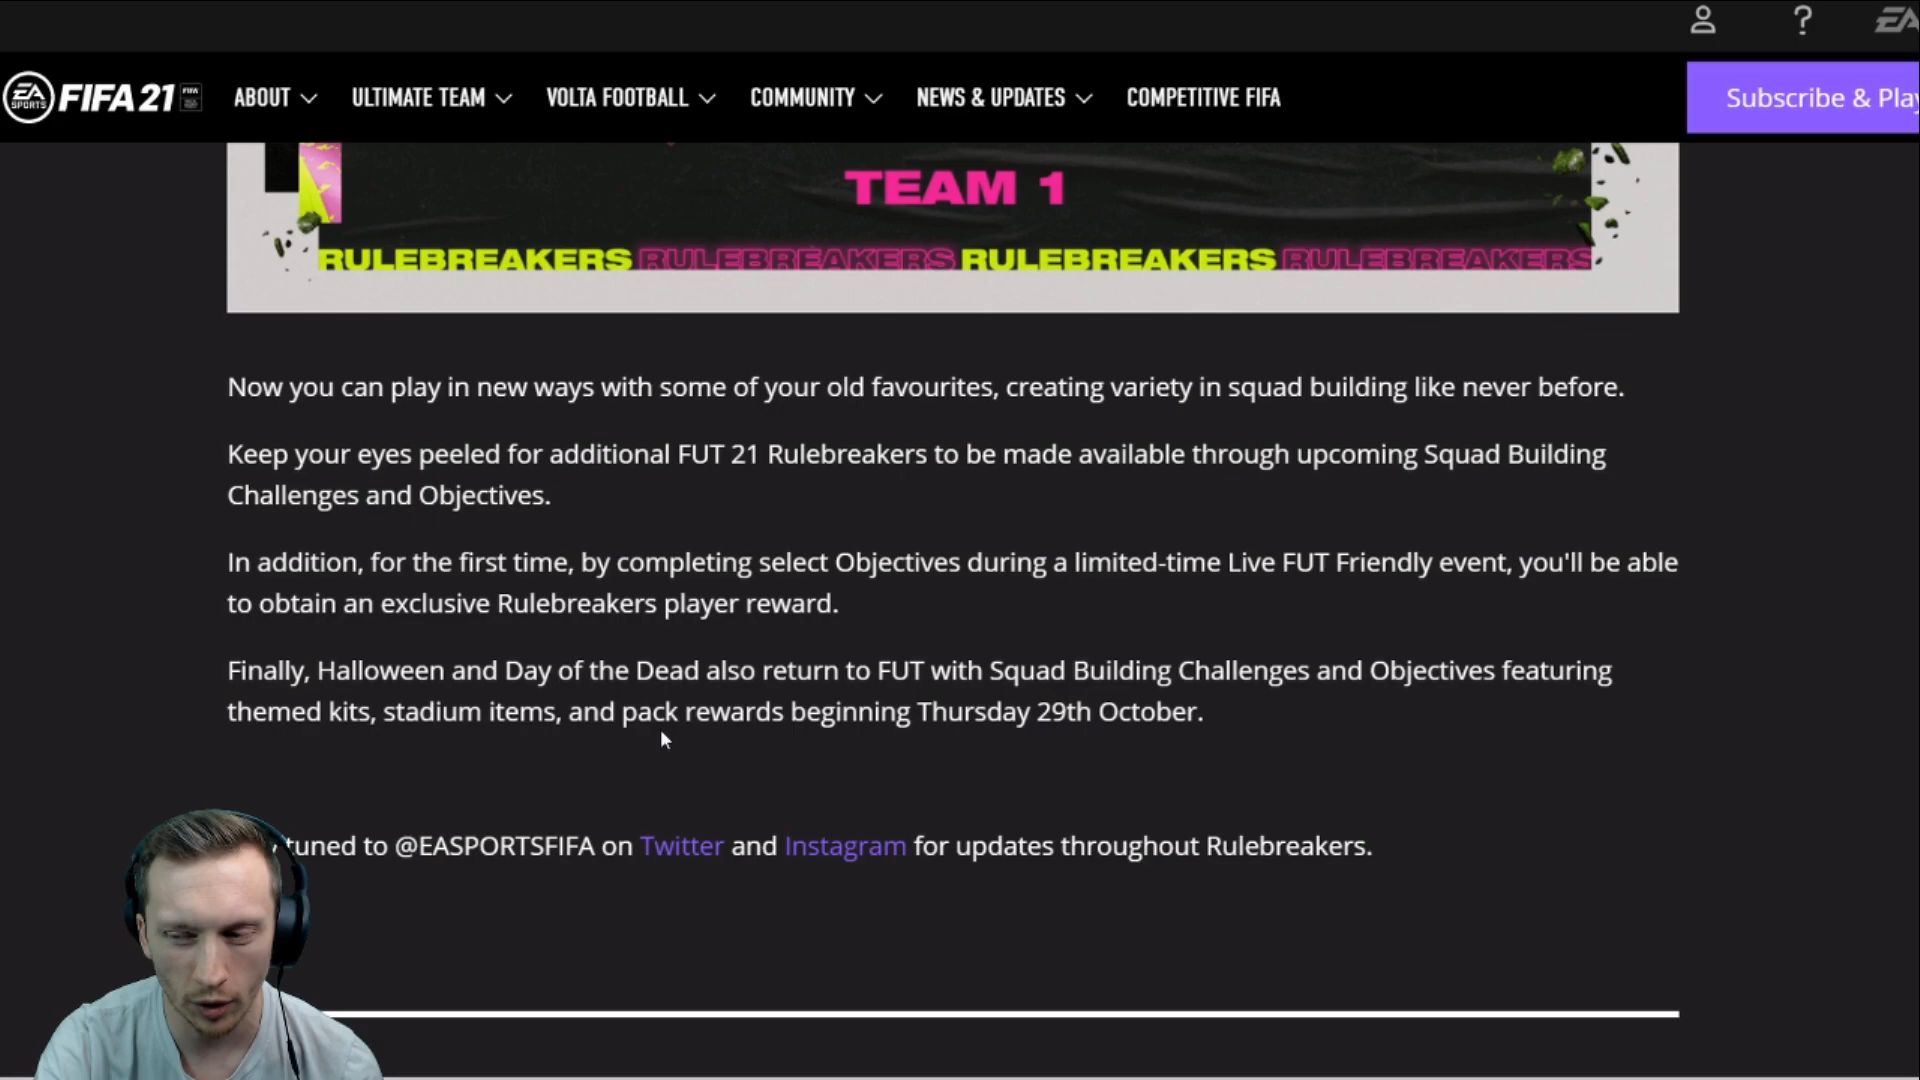 EA
EA SPORTS FIFA 21
ABOUT ULTIMATE TEAM VOLTA FOOTBALL COMMUNITY NEWS & UPDATES COMPETITIVE FIFA
Subscribe & Play
TEAM 1
RULEBREAKERS RULEBREAKERS RULEBREAKERS RULEBREAKERS
Now you can play in new ways with some of your old favourites, creating variety in squad building like never before.
Keep your eyes peeled for additional FUT 21 Rulebreakers to be made available through upcoming Squad Building
Challenges and Objectives.
In addition, for the first time, by completing select Objectives during a limited-time Live FUT Friendly event, you'll be able
to obtain an exclusive Rulebreakers player reward.
Finally, Halloween and Day of the Dead also return to FUT with Squad Building Challenges and Objectives featuring
themed kits, stadium items, and pack rewards beginning Thursday 29th October.
tuned to @EASPORTSFIFA on Twitter and Instagram for updates throughout Rulebreakers.